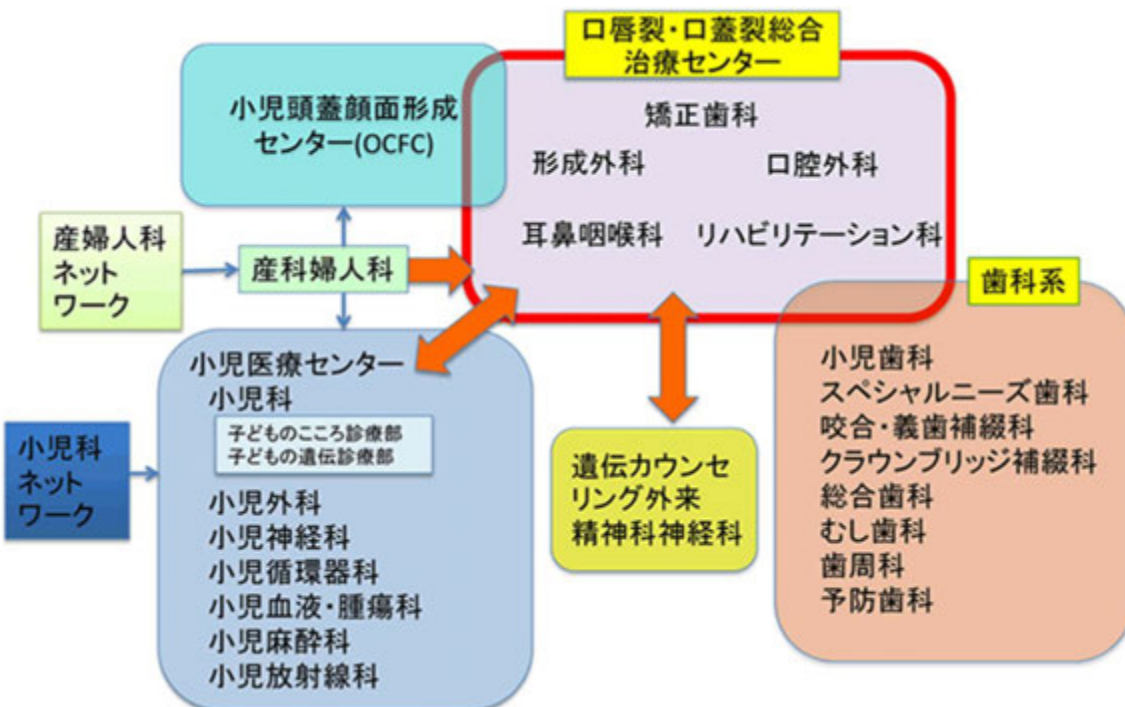 口唇裂・口蓋裂総合
治療センター
小児頭蓋顔面形成
センター(OCFC)
矯正歯科
形成外科
口腔外科
耳鼻咽喉科
リハビリテーション科
産婦人科
ネット
ワーク
産科婦人科
歯科系
小児医療センター
小児科
子どものこころ診療部
子どもの遺伝診療部
小児外科
小児神経科
小児循環器科
小児血液・腫瘍科
小児麻酔科
小児放射線科
小児科
ネット
ワーク
遺伝カウンセ
リング外来
精神科神経科
小児歯科
スペシャルニーズ歯科
咬合・義歯補綴科
クラウンブリッジ補綴科
総合歯科
むし歯科
歯周科
予防歯科